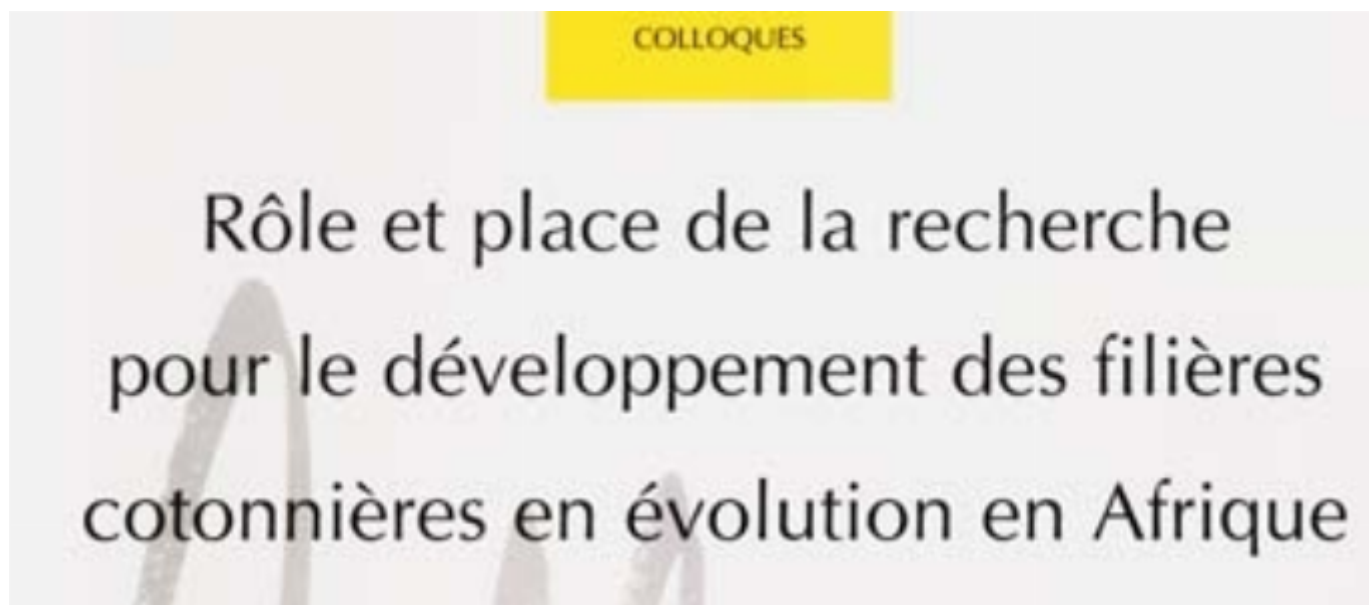 COLLOQUES
Rôle et place de la recherche
pour le développement des filières
cotonnières en évolution en Afrique